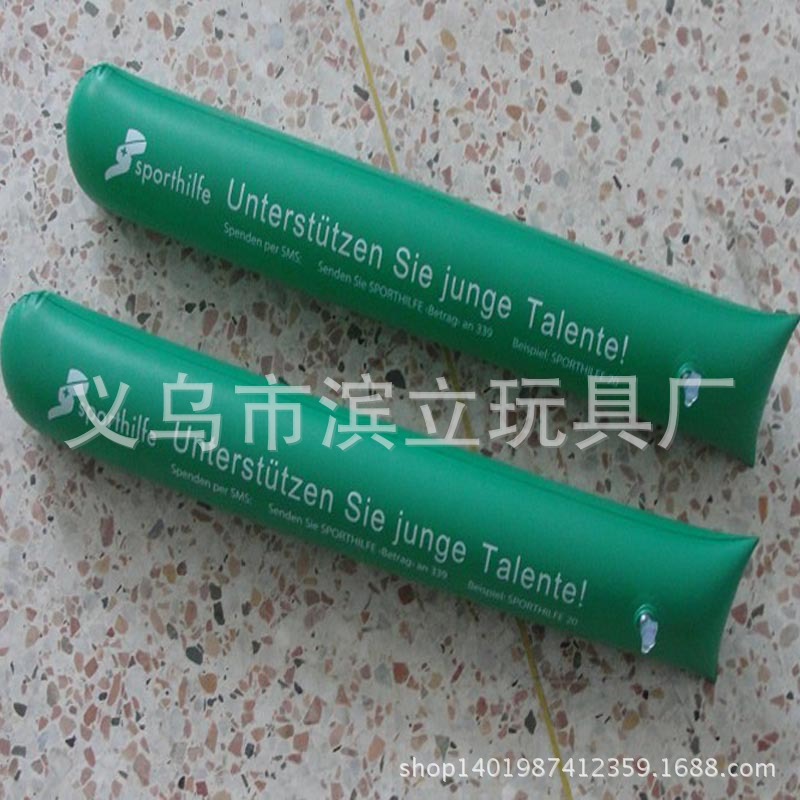 sporthilfe Unterstützen Sie junge Talente!
Spenden per SMS: Senden Sie SPORTHILFE ‹Betrag› an 339 Beispiel: SPORTHILFE 20
义乌市滨立玩具厂
sporthilfe Unterstützen Sie junge Talente!
Spenden per SMS: Senden Sie SPORTHILFE ‹Betrag› an 339 Beispiel: SPORTHILFE 20
shop1401987412359.1688.com